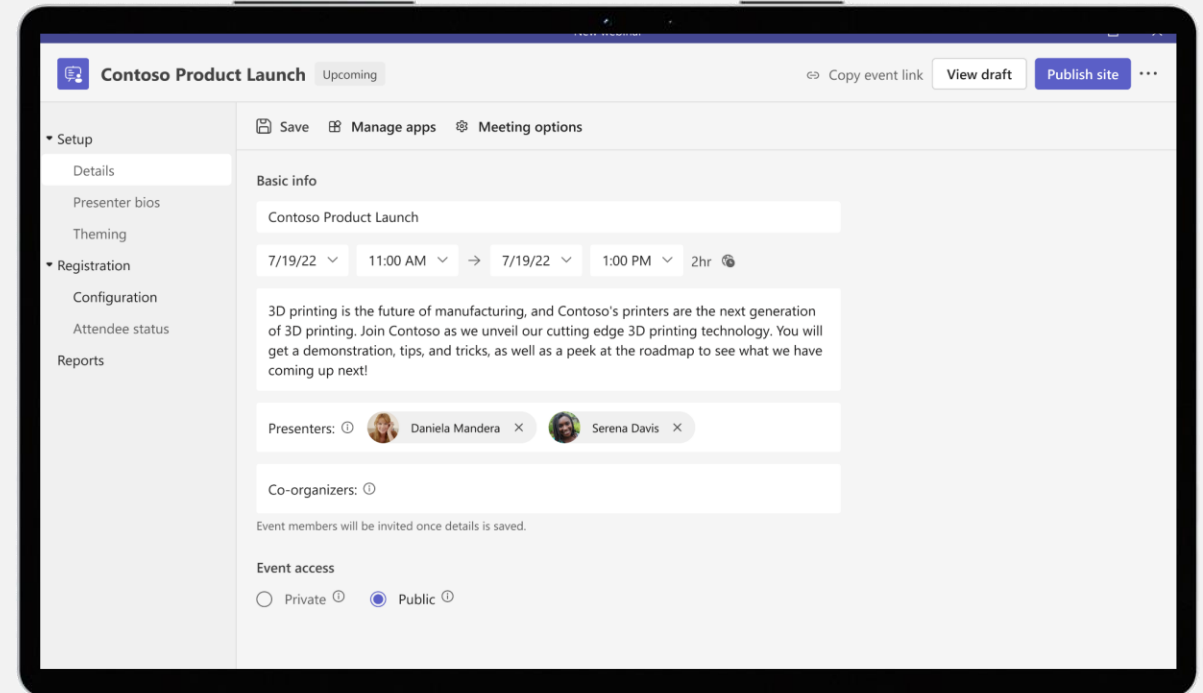 New webinar
Contoso Product Launch Upcoming
Copy event link View draft Publish site
Setup
Details
Presenter bios
Theming
Registration
Configuration
Attendee status
Reports
Save Manage apps Meeting options
Basic info
Contoso Product Launch
7/19/22 11:00 AM → 7/19/22 1:00 PM 2hr
3D printing is the future of manufacturing, and Contoso's printers are the next generation
of 3D printing. Join Contoso as we unveil our cutting edge 3D printing technology. You will
get a demonstration, tips, and tricks, as well as a peek at the roadmap to see what we have
coming up next!
Presenters: Daniela Mandera Serena Davis
Co-organizers:
Event members will be invited once details is saved.
Event access
Private Public